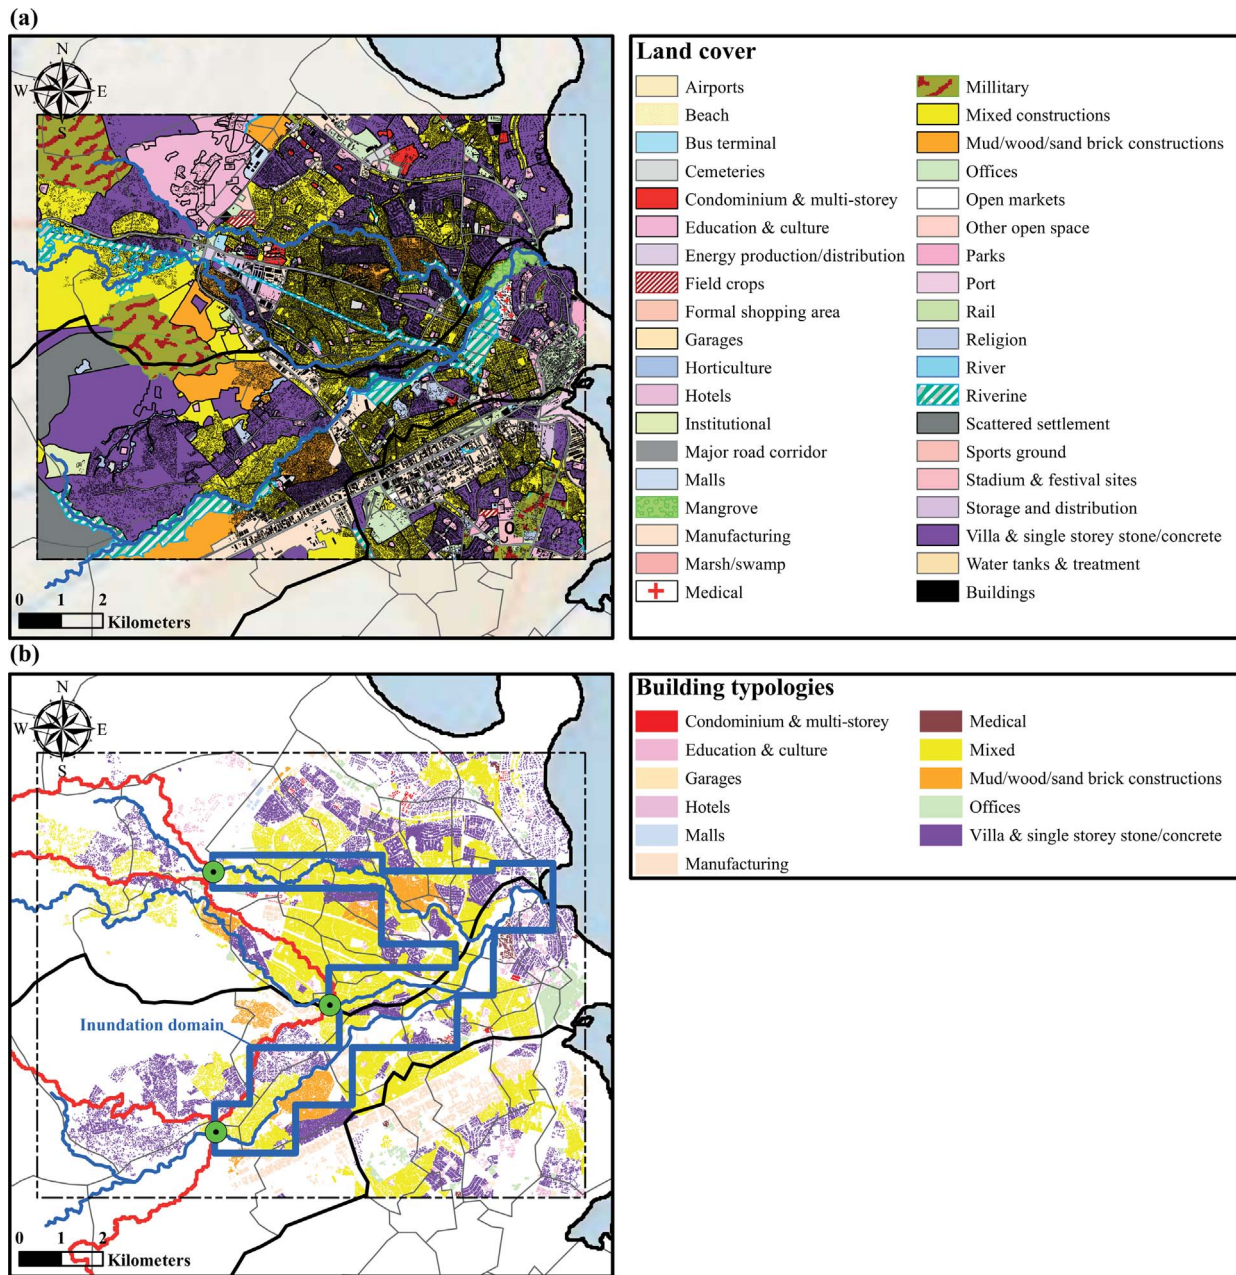 (a)
N
W E
S
0 1 2
Kilometers
Land cover
Airports
Beach
Bus terminal
Cemeteries
Condominium & multi-storey
Education & culture
Energy production/distribution
Field crops
Formal shopping area
Garages
Horticulture
Hotels
Institutional
Major road corridor
Malls
Mangrove
Manufacturing
Marsh/swamp
Medical
Millitary
Mixed constructions
Mud/wood/sand brick constructions
Offices
Open markets
Other open space
Parks
Port
Rail
Religion
River
Riverine
Scattered settlement
Sports ground
Stadium & festival sites
Storage and distribution
Villa & single storey stone/concrete
Water tanks & treatment
Buildings
(b)
N
W E
S
Inundation domain
0 1 2
Kilometers
Building typologies
Condominium & multi-storey
Education & culture
Garages
Hotels
Malls
Manufacturing
Medical
Mixed
Mud/wood/sand brick constructions
Offices
Villa & single storey stone/concrete